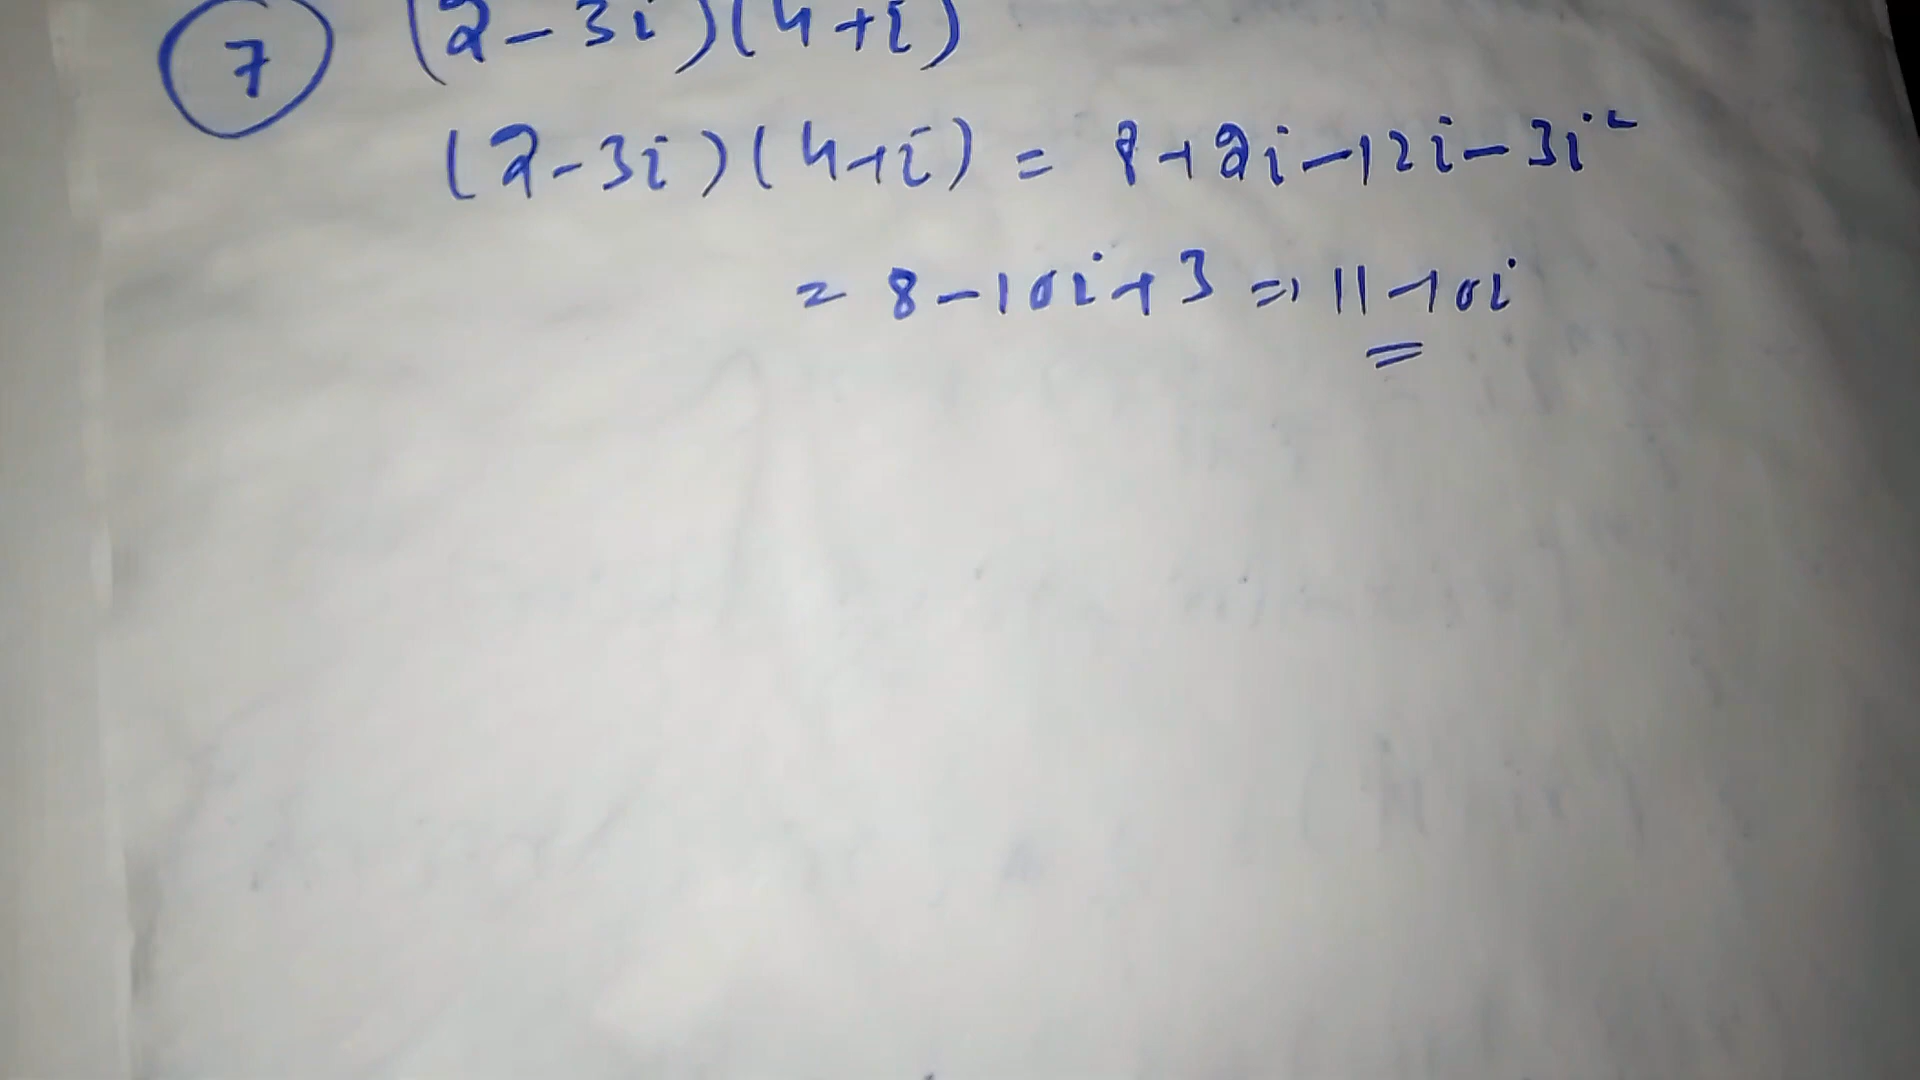 7 (2-3i)(4+i)
(2-3i)(4+i) = 8+2i-12i-3i²
= 8-10i+3 => 11-10i